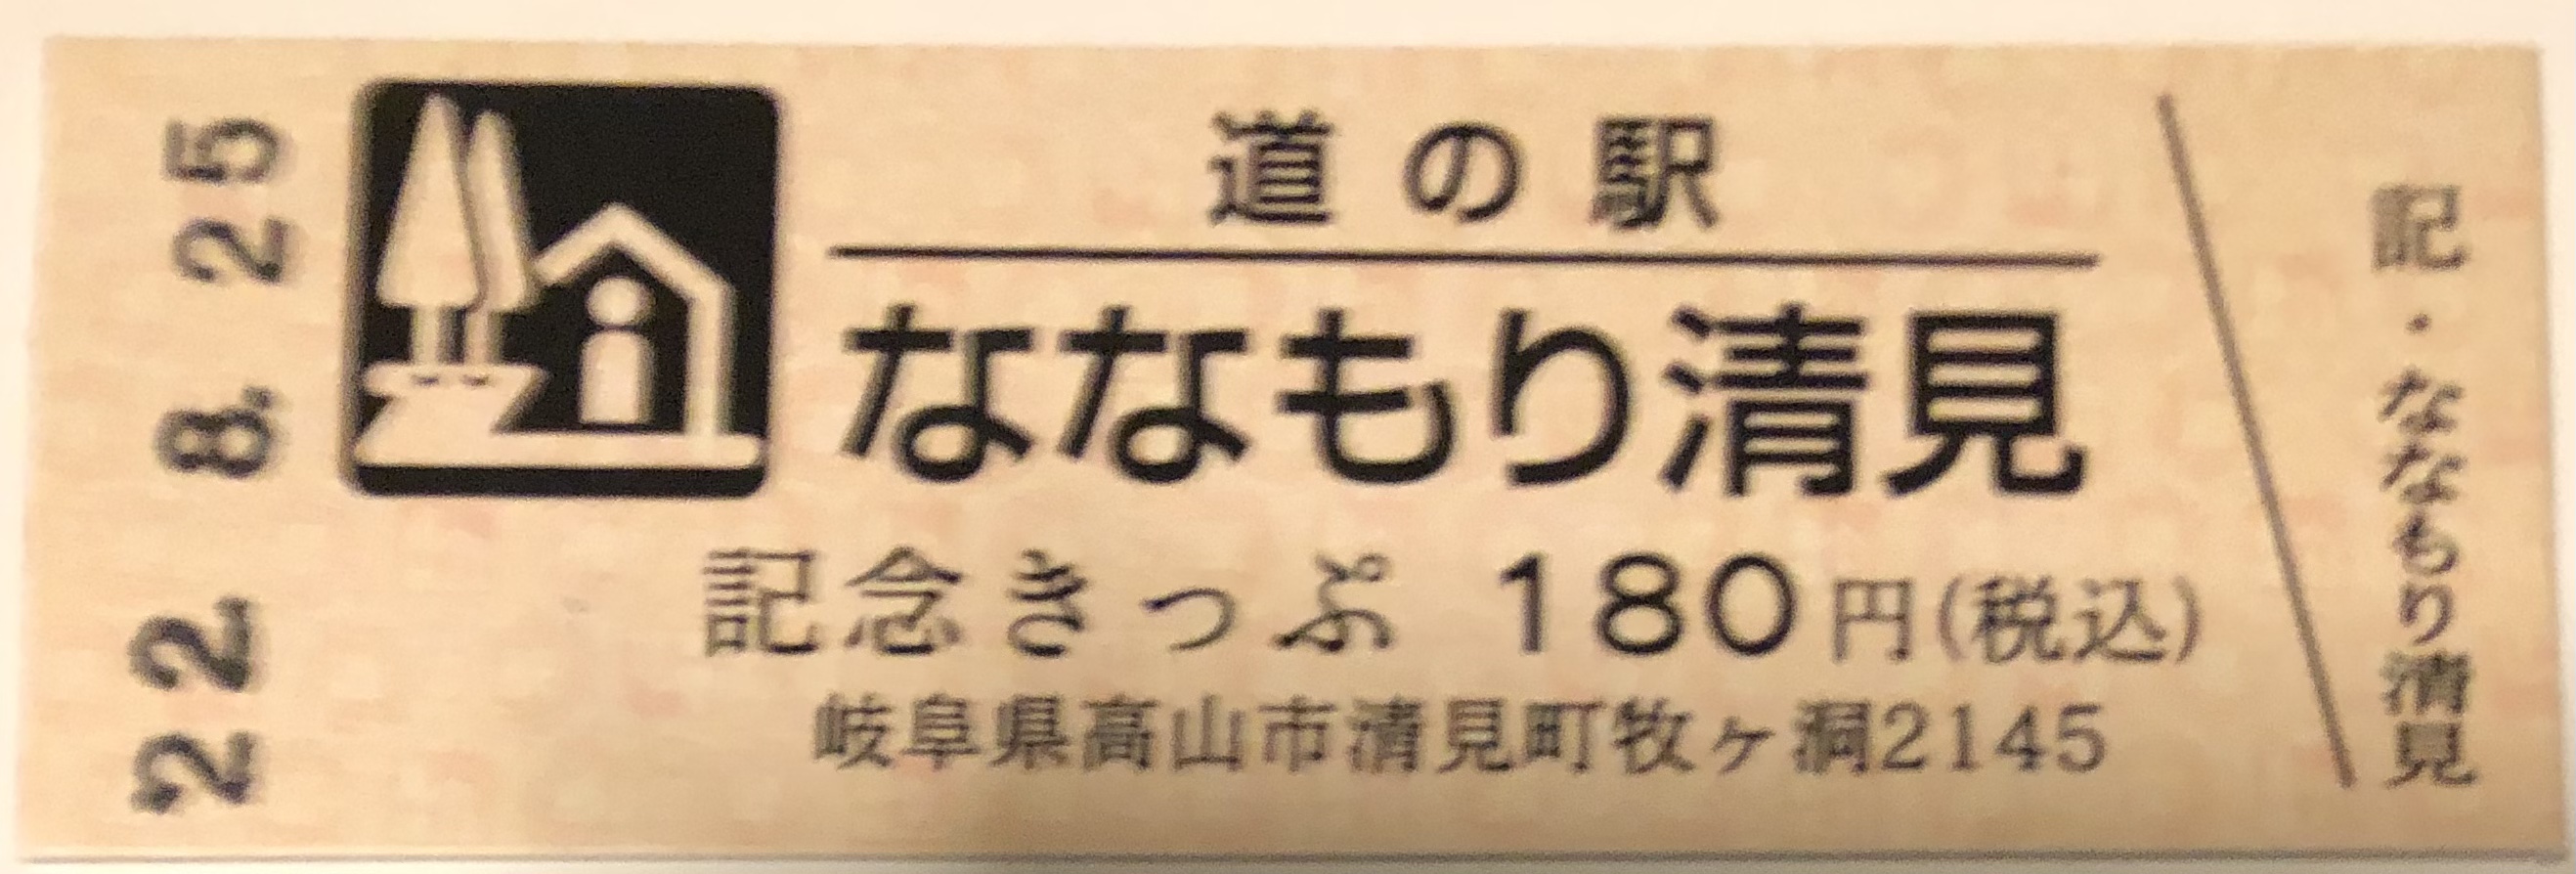 22. 8. 25
道の駅
ななもり清見
記念きっぷ 180円(税込)
岐阜県高山市清見町牧ヶ洞2145
記・ななもり清見